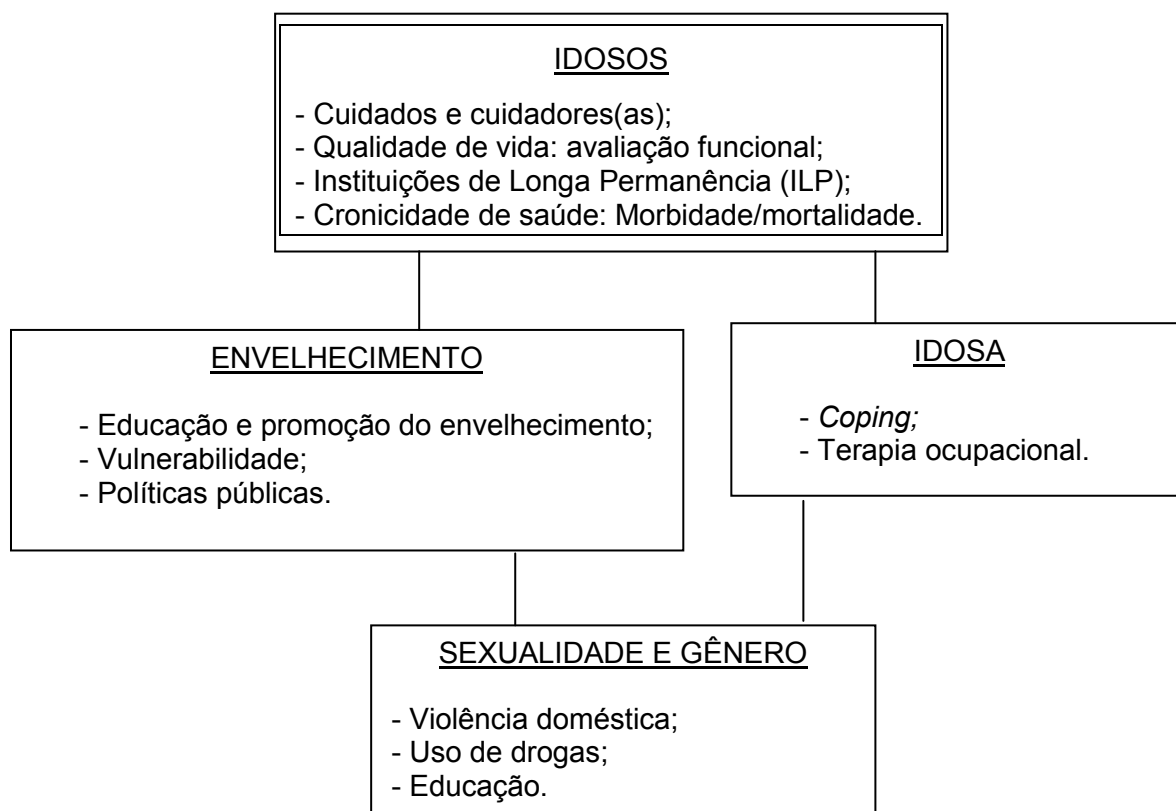 IDOSOS
- Cuidados e cuidadores(as);
- Qualidade de vida: avaliação funcional;
- Instituições de Longa Permanência (ILP);
- Cronicidade de saúde: Morbidade/mortalidade.
ENVELHECIMENTO
- Educação e promoção do envelhecimento;
- Vulnerabilidade;
- Políticas públicas.
IDOSA
- Coping;
- Terapia ocupacional.
SEXUALIDADE E GÊNERO
- Violência doméstica;
- Uso de drogas;
- Educação.